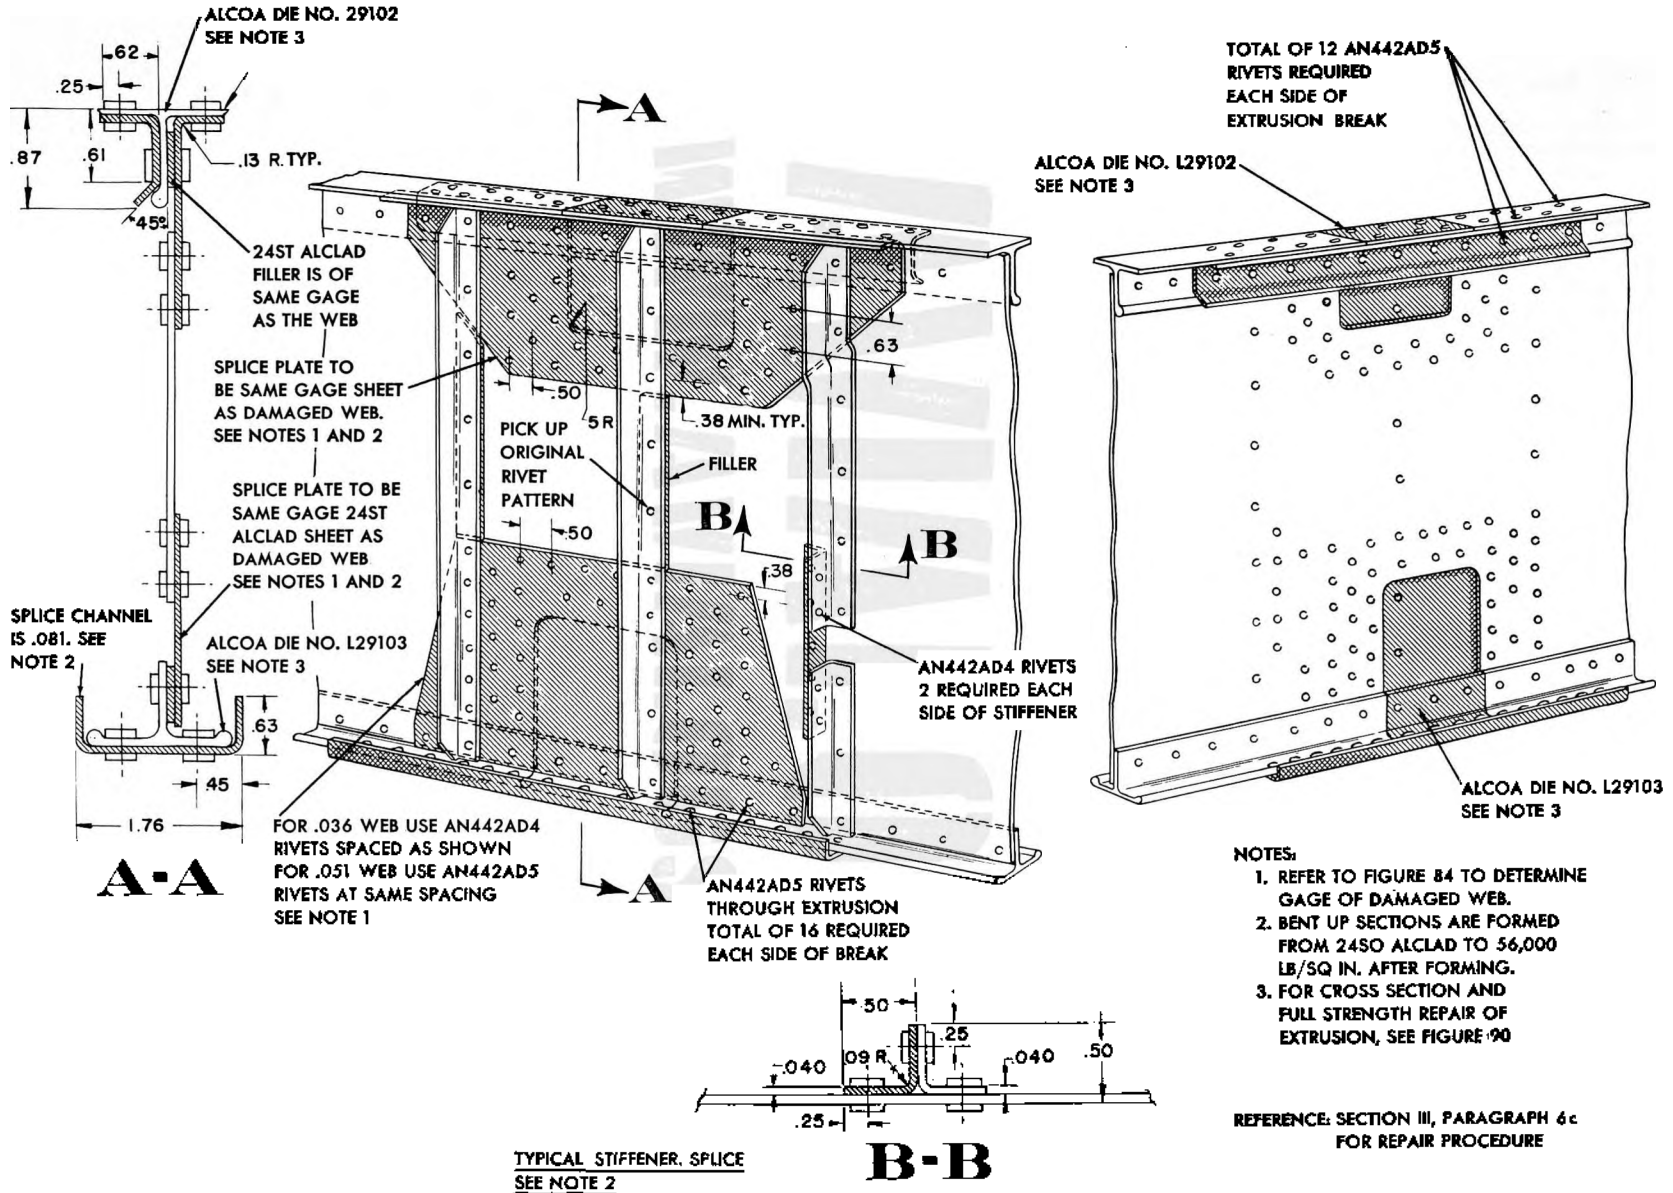 ALCOA DIE NO. 29102
SEE NOTE 3
.62
.25
.87
.61
.13 R. TYP.
45°
24ST ALCLAD
FILLER IS OF
SAME GAGE
AS THE WEB
SPLICE PLATE TO
BE SAME GAGE SHEET
AS DAMAGED WEB.
SEE NOTES 1 AND 2
SPLICE PLATE TO BE
SAME GAGE 24ST
ALCLAD SHEET AS
DAMAGED WEB
SEE NOTES 1 AND 2
SPLICE CHANNEL
IS .081. SEE
NOTE 2
ALCOA DIE NO. L29103
SEE NOTE 3
.63
.45
1.76
A-A
A
.63
.50
.5 R
.38 MIN. TYP.
PICK UP
ORIGINAL
RIVET
PATTERN
FILLER
.50
B
B
.38
AN442AD4 RIVETS
2 REQUIRED EACH
SIDE OF STIFFENER
FOR .036 WEB USE AN442AD4
RIVETS SPACED AS SHOWN
FOR .051 WEB USE AN442AD5
RIVETS AT SAME SPACING
SEE NOTE 1
A
AN442AD5 RIVETS
THROUGH EXTRUSION
TOTAL OF 16 REQUIRED
EACH SIDE OF BREAK
TOTAL OF 12 AN442AD5
RIVETS REQUIRED
EACH SIDE OF
EXTRUSION BREAK
ALCOA DIE NO. L29102
SEE NOTE 3
ALCOA DIE NO. L29103
SEE NOTE 3
NOTES:
1. REFER TO FIGURE 84 TO DETERMINE
GAGE OF DAMAGED WEB.
2. BENT UP SECTIONS ARE FORMED
FROM 24SO ALCLAD TO 56,000
LB/SQ IN. AFTER FORMING.
3. FOR CROSS SECTION AND
FULL STRENGTH REPAIR OF
EXTRUSION, SEE FIGURE 90
REFERENCE: SECTION III, PARAGRAPH 6c
FOR REPAIR PROCEDURE
.50
.25
.040
.09 R
.040
.50
.25
B-B
TYPICAL STIFFENER. SPLICE
SEE NOTE 2